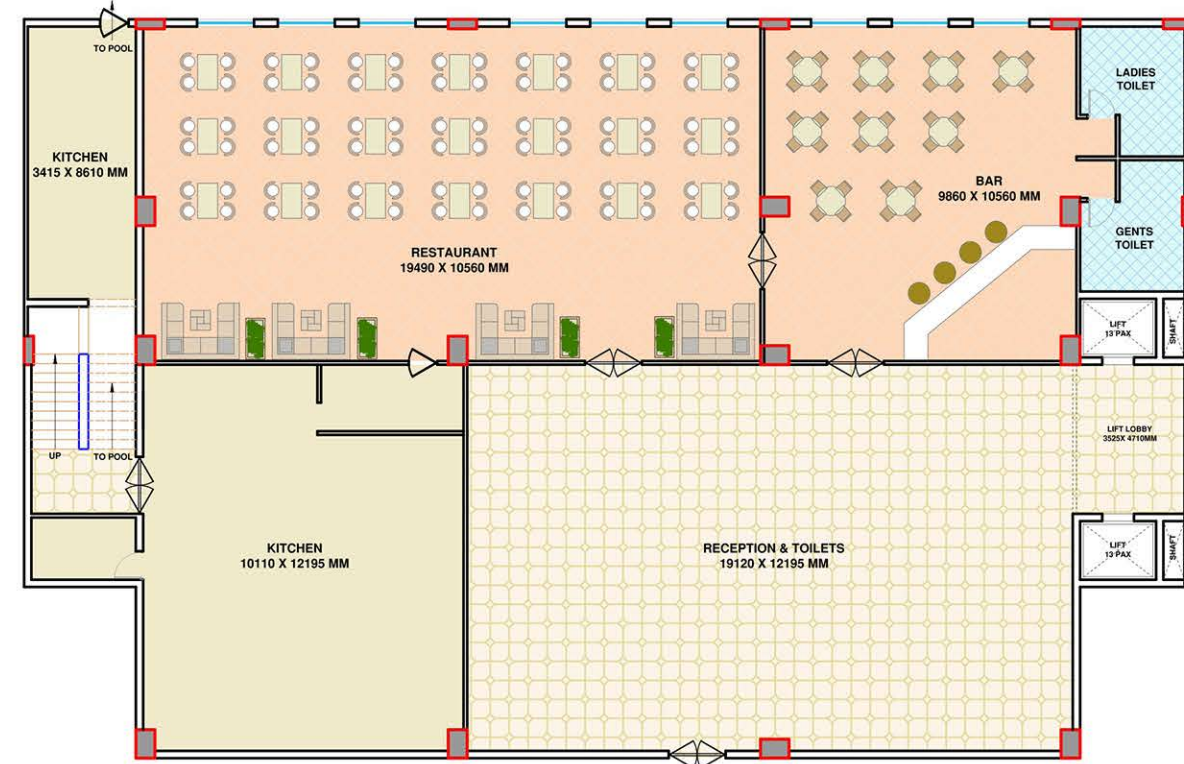 TO POOL
LADIES
TOILET
KITCHEN
3415 X 8610 MM
BAR
9860 X 10560 MM
GENTS
TOILET
RESTAURANT
19490 X 10560 MM
LIFT
13 PAX
SHAFT
UP
TO POOL
LIFT LOBBY
3525X 4710MM
KITCHEN
10110 X 12195 MM
RECEPTION & TOILETS
19120 X 12195 MM
LIFT
13 PAX
SHAFT